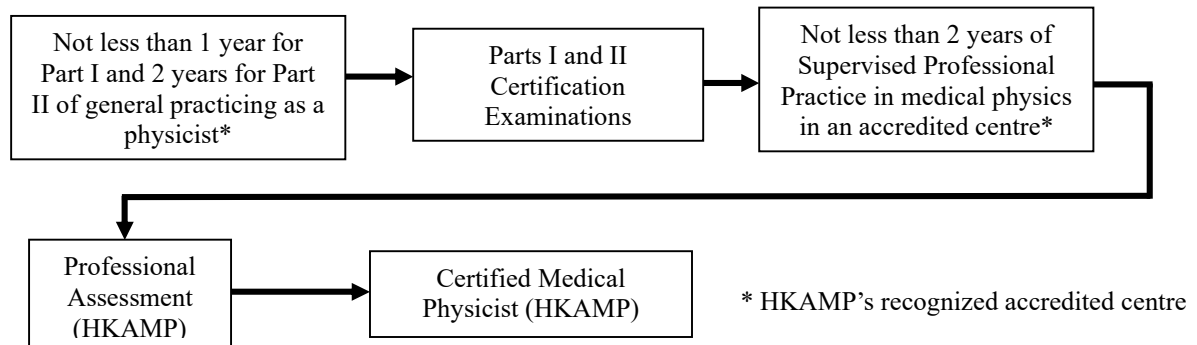 Not less than 1 year for
Part I and 2 years for Part
II of general practicing as a
physicist*
Parts I and II
Certification
Examinations
Not less than 2 years of
Supervised Professional
Practice in medical physics
in an accredited centre*
Professional
Assessment
(HKAMP)
Certified Medical
Physicist (HKAMP)
* HKAMP’s recognized accredited centre